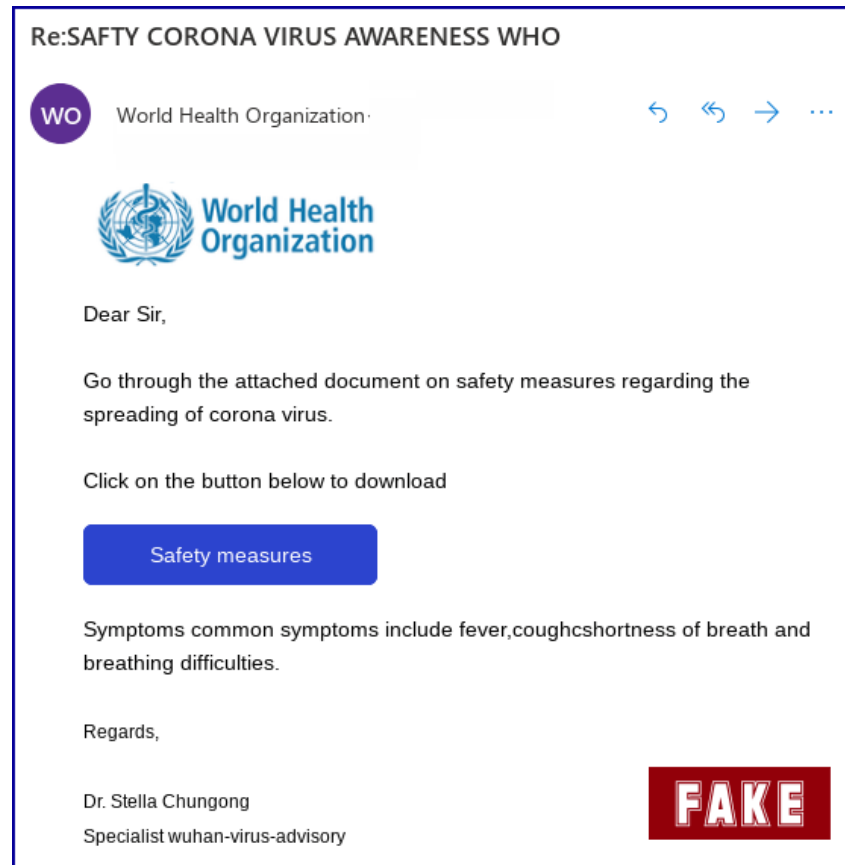 Re:SAFTY CORONA VIRUS AWARENESS WHO
WO
World Health Organization
World Health
Organization
Dear Sir,
Go through the attached document on safety measures regarding the
spreading of corona virus.
Click on the button below to download
Safety measures
Symptoms common symptoms include fever,coughcshortness of breath and
breathing difficulties.
Regards,
Dr. Stella Chungong
Specialist wuhan-virus-advisory
FAKE